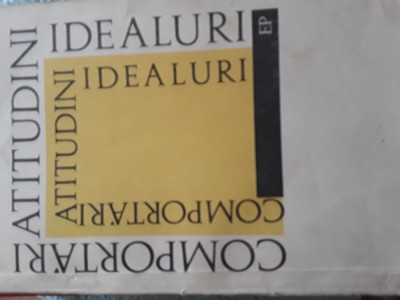 ATITUDINI
IDEALURI
EP
ATITUDINI
IDEALURI
COMPORTĂRI
COMPORTĂRI